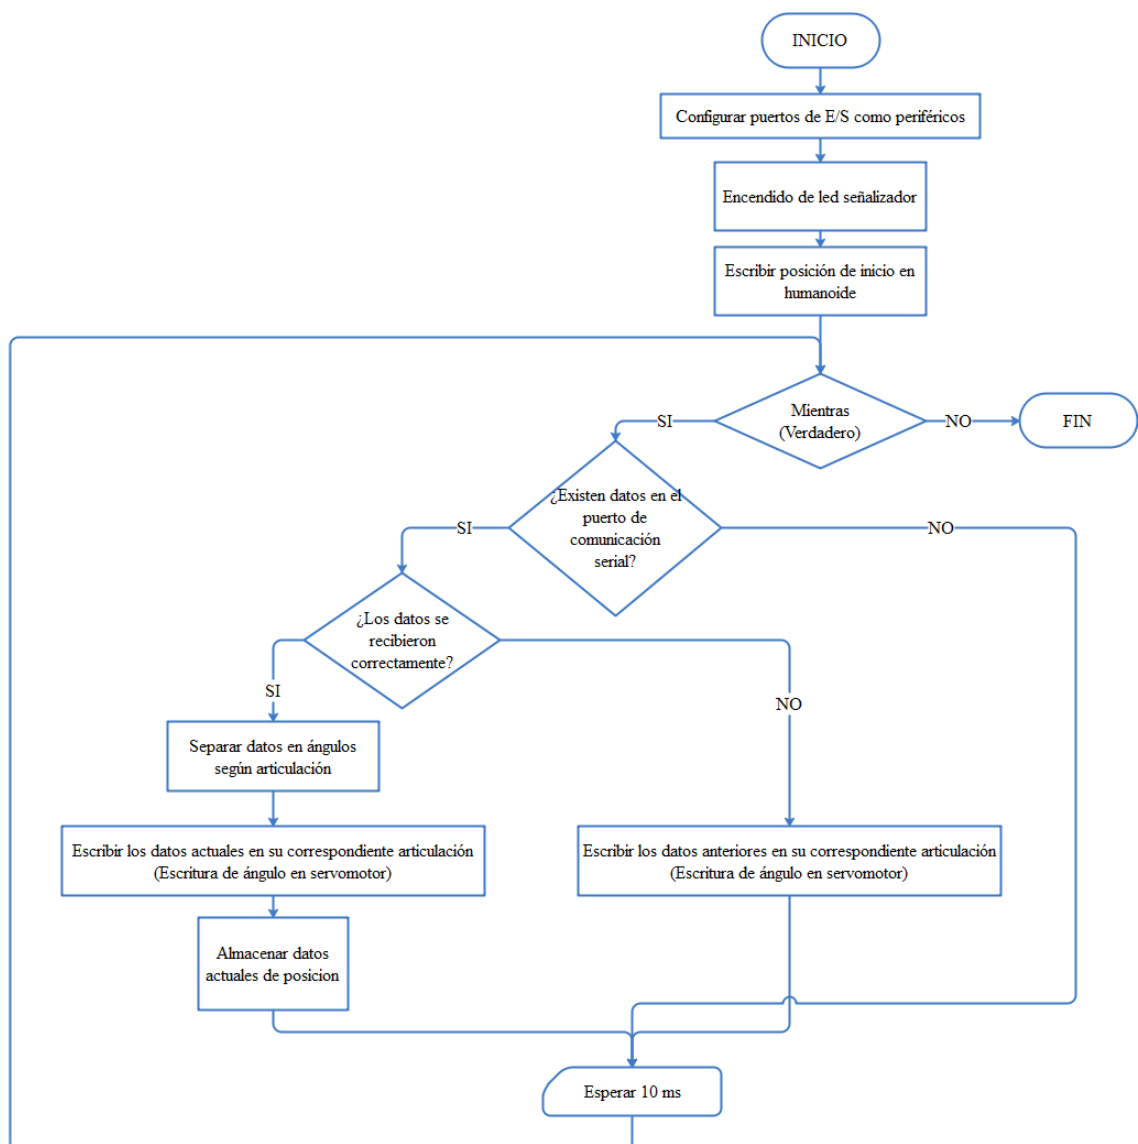 INICIO
Configurar puertos de E/S como periféricos
Encendido de led señalizador
Escribir posición de inicio en
humanoide
Mientras
(Verdadero)
SI
NO
FIN
¿Existen datos en el
puerto de
comunicación
serial?
SI
NO
¿Los datos se
recibieron
correctamente?
SI
NO
Separar datos en ángulos
según articulación
Escribir los datos actuales en su correspondiente articulación
(Escritura de ángulo en servomotor)
Escribir los datos anteriores en su correspondiente articulación
(Escritura de ángulo en servomotor)
Almacenar datos
actuales de posicion
Esperar 10 ms